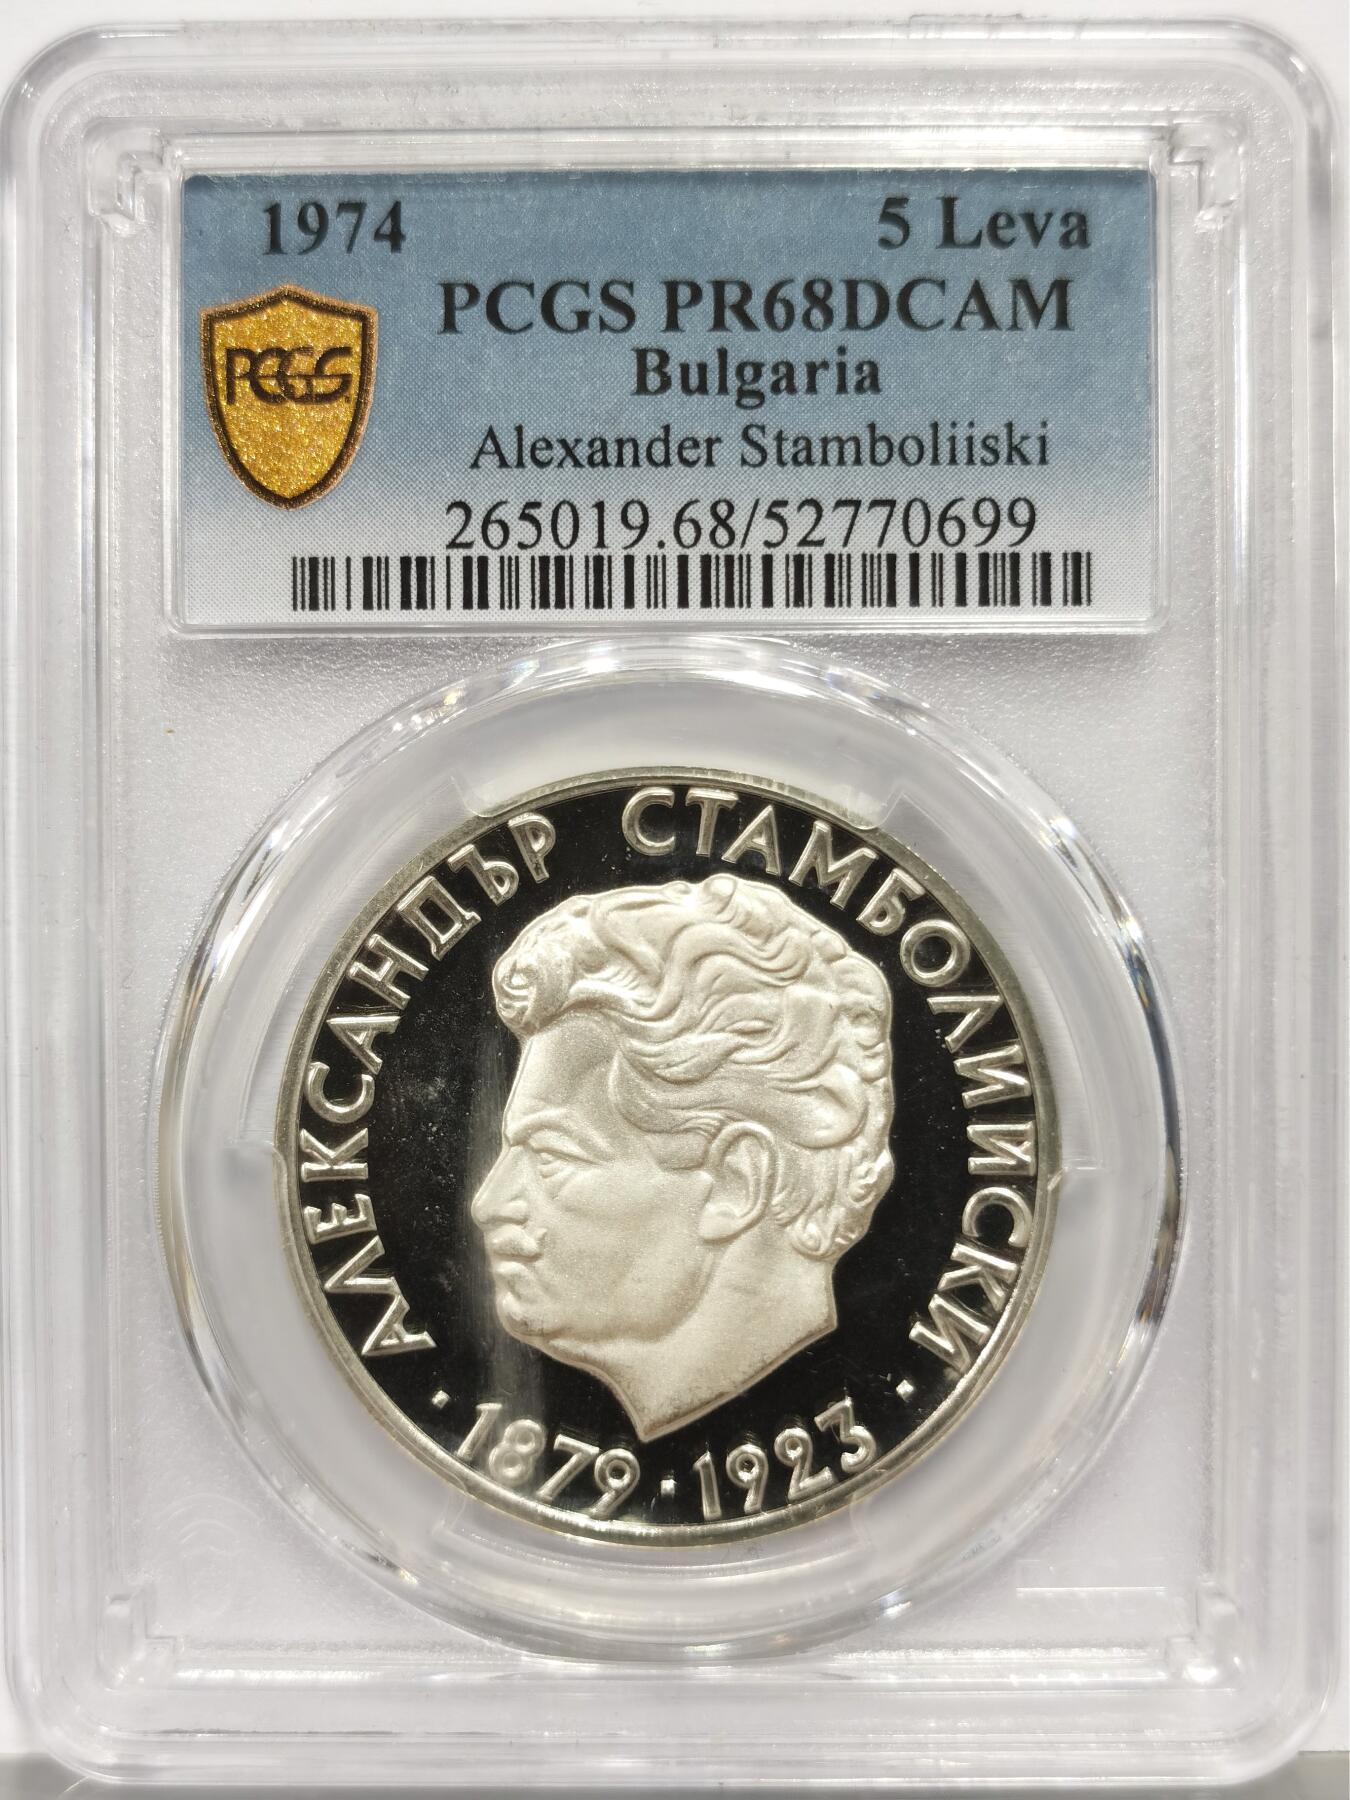 1974 5 Leva
PCGS PR68DCAM
Bulgaria
PCGS
Alexander Stamboliiski
265019.68/52770699
АЛЕКСАНДЪР СТАМБОЛИЙСКИ
· 1879 · 1923 ·